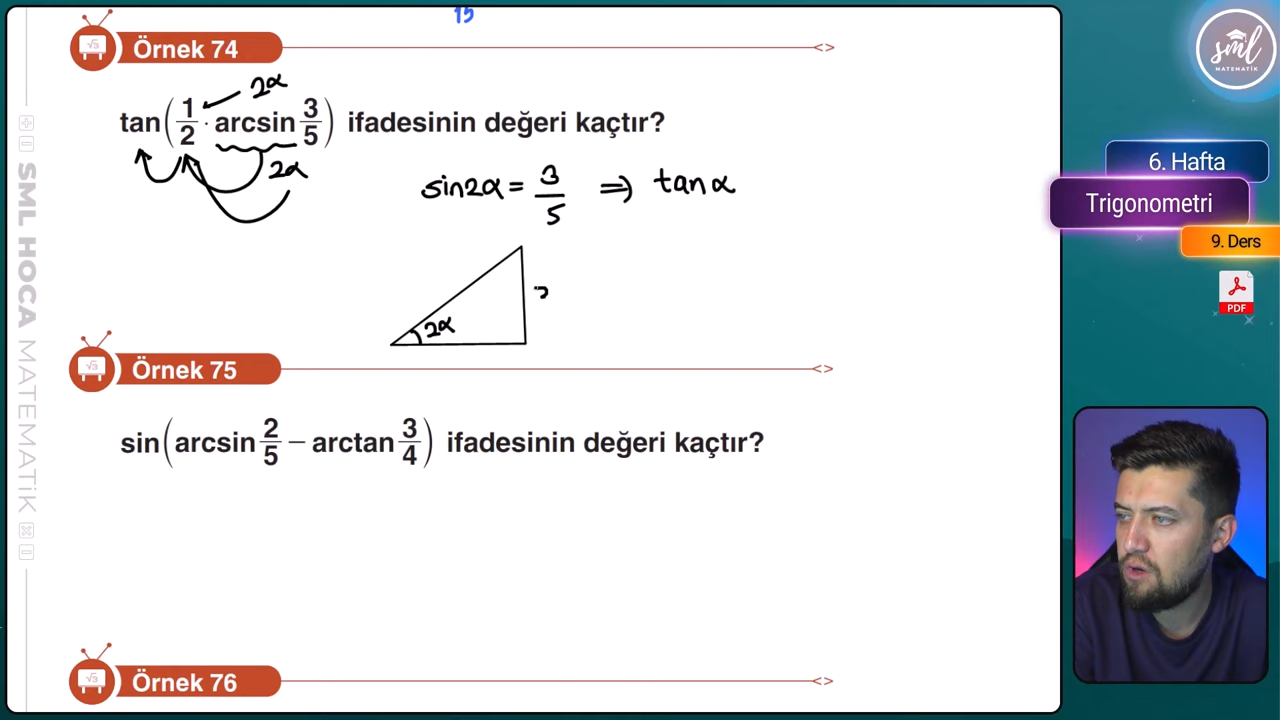 15
Örnek 74
2α
tan(1/2 · arcsin 3/5) ifadesinin değeri kaçtır?
2α
sin2α = 3/5 ⇒ tanα
2α
Örnek 75
sin(arcsin 2/5 − arctan 3/4) ifadesinin değeri kaçtır?
Örnek 76
SML HOCA MATEMATİK
sml
MATEMATİK
6. Hafta
Trigonometri
9. Ders
PDF